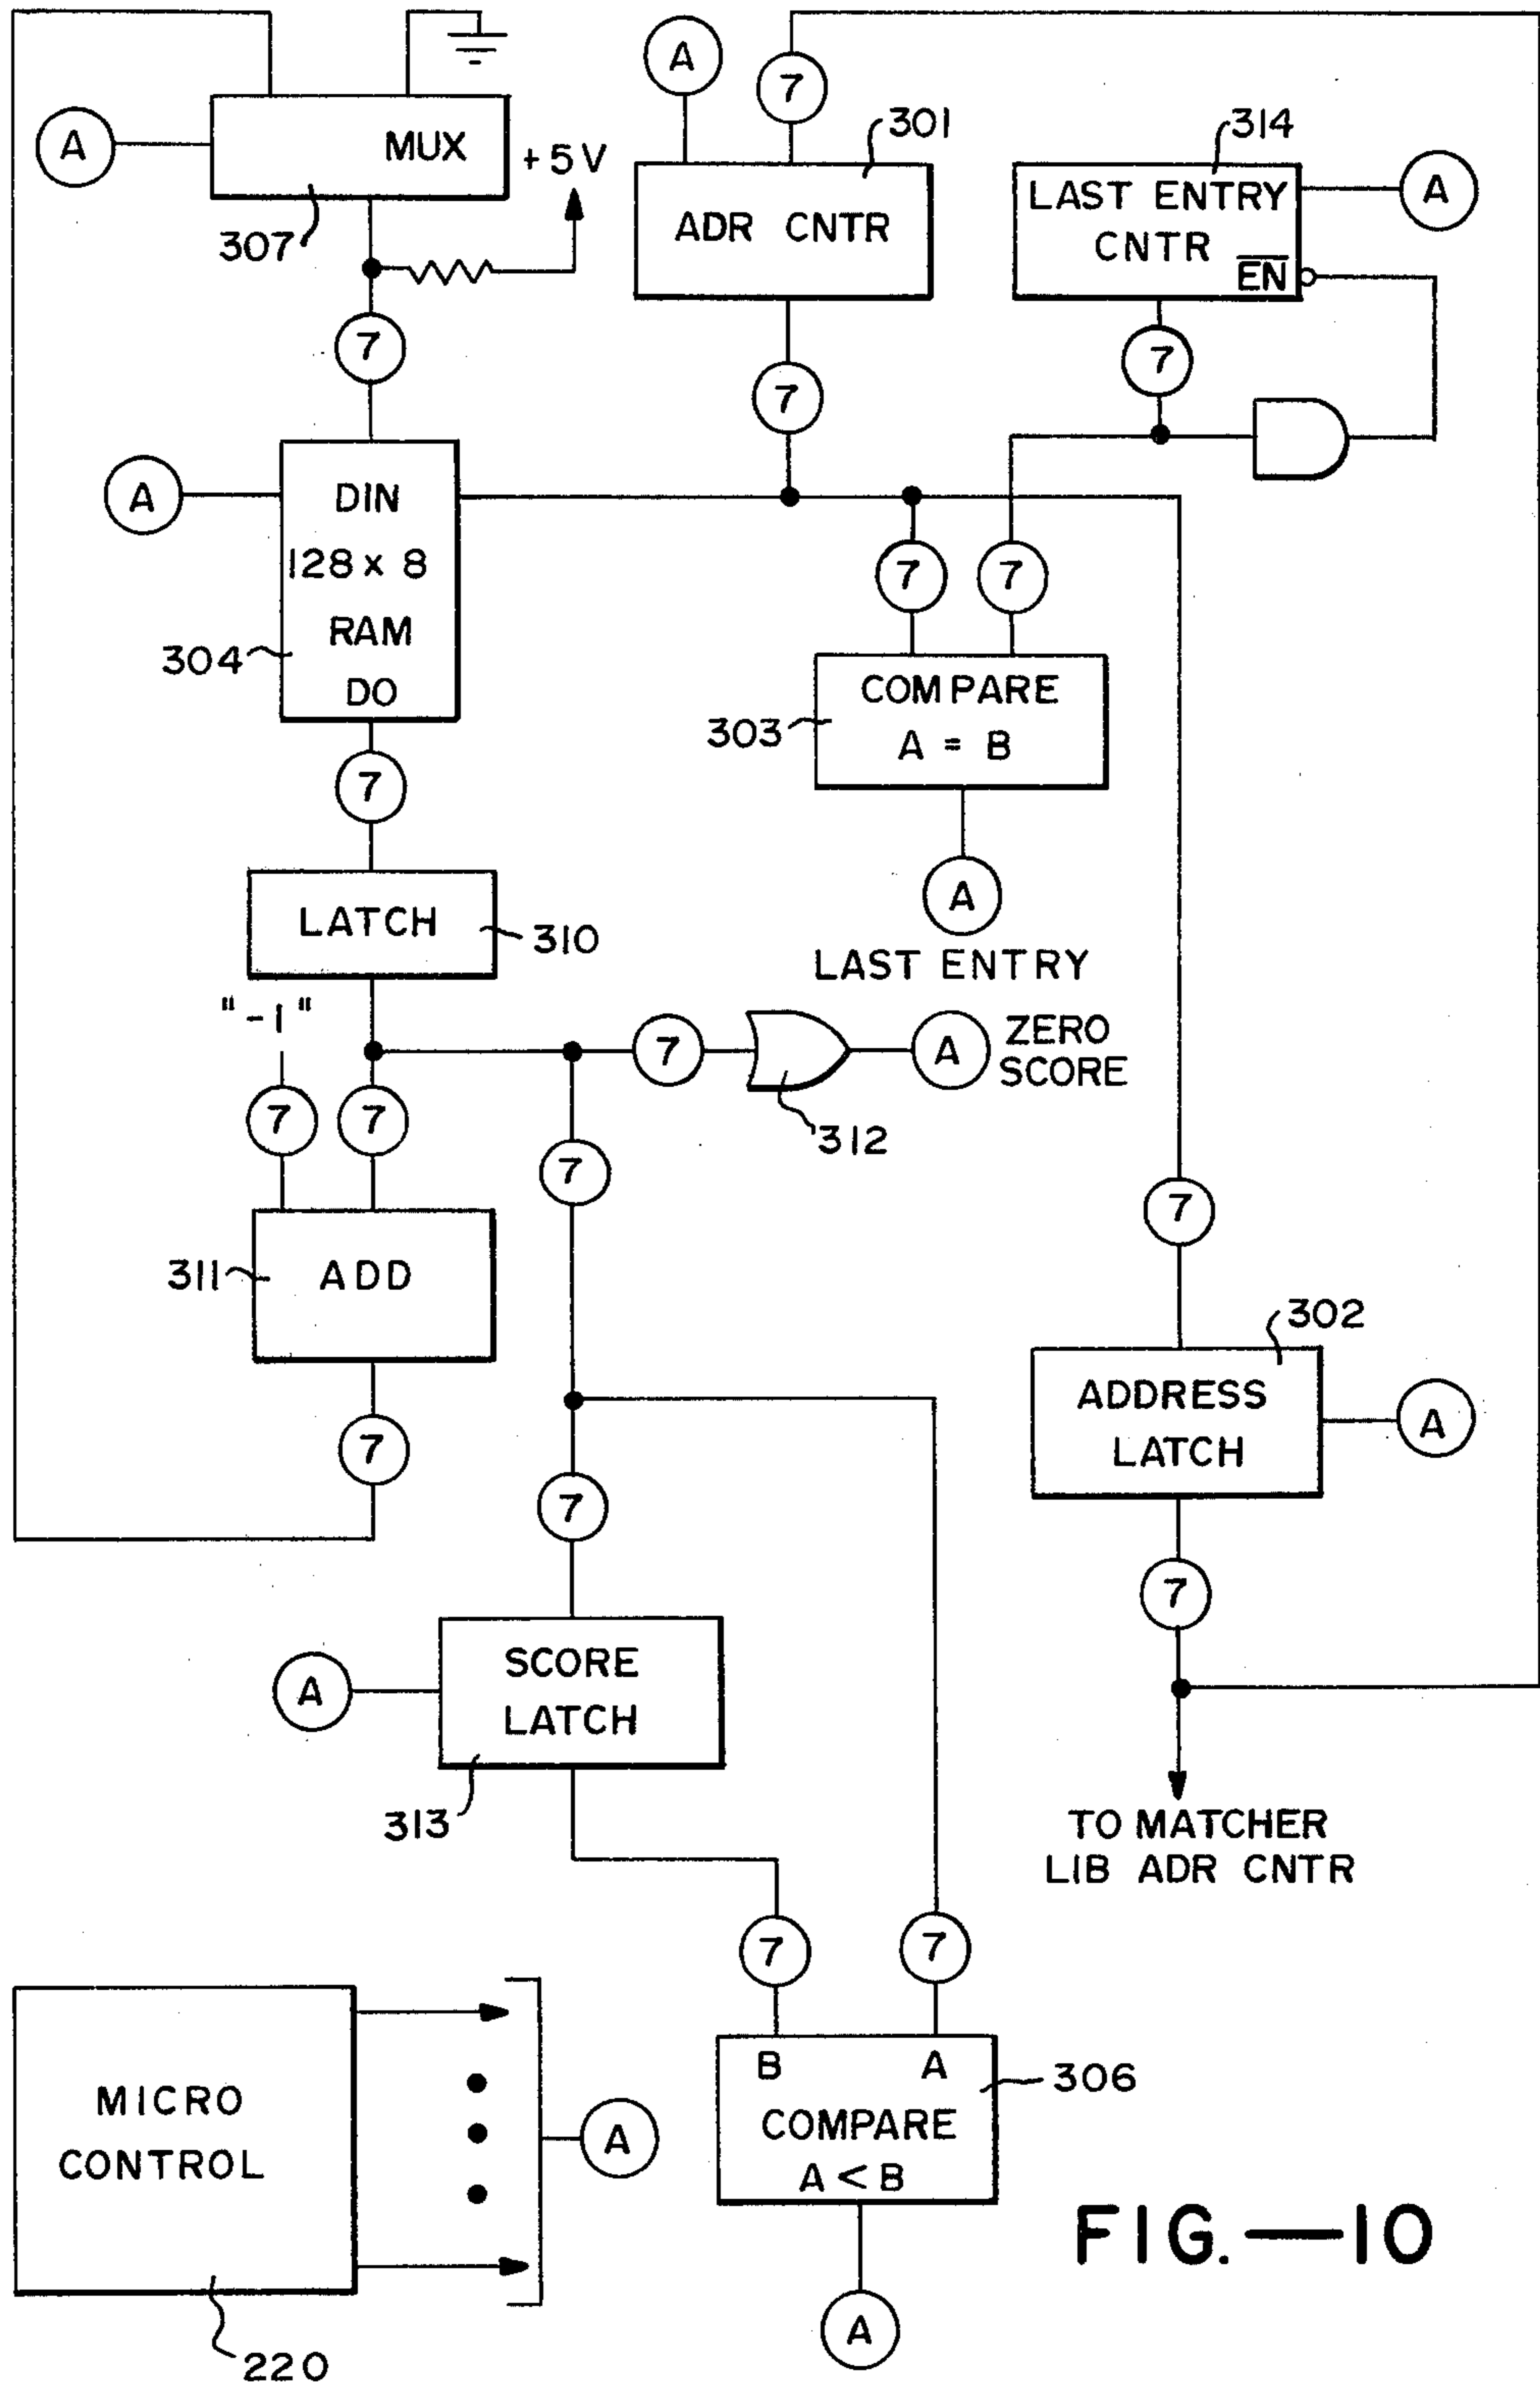 A
7
A
MUX
307
+5V
7
ADR CNTR
301
7
LAST ENTRY
CNTR
EN
314
A
7
A
DIN
128 x 8
RAM
DO
304
7
7
7
COMPARE
A = B
303
A
LAST ENTRY
LATCH
310
"-1"
7
7
7
312
A
ZERO
SCORE
7
7
ADD
311
7
ADDRESS
LATCH
302
A
7
TO MATCHER
LIB ADR CNTR
7
A
SCORE
LATCH
313
7
7
B
A
COMPARE
A < B
306
A
MICRO
CONTROL
220
A
FIG.—10